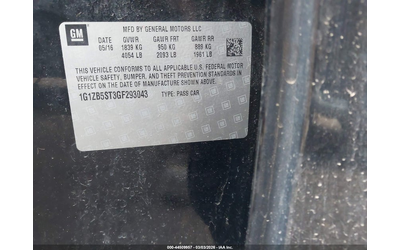 GM
MFD BY GENERAL MOTORS LLC
DATE GVWR GAWR FRT GAWR RR
05/16 1839 KG 950 KG 889 KG
4054 LB 2093 LB 1961 LB
THIS VEHICLE CONFORMS TO ALL APPLICABLE U.S. FEDERAL MOTOR
VEHICLE SAFETY, BUMPER, AND THEFT PREVENTION STANDARDS IN
EFFECT ON THE DATE OF MANUFACTURE SHOWN ABOVE.
1G1ZB5ST3GF293043 TYPE: PASS CAR